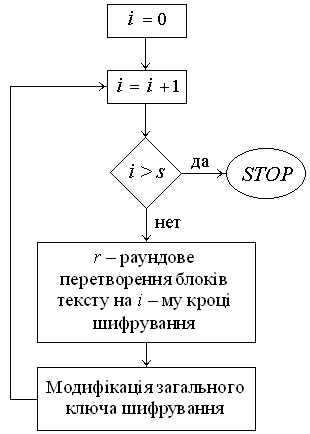 i = 0
i = i +1
i > s
да
STOP
нет
r – раундове
перетворення блоків
тексту на i – му кроці
шифрування
Модифікація загального
ключа шифрування